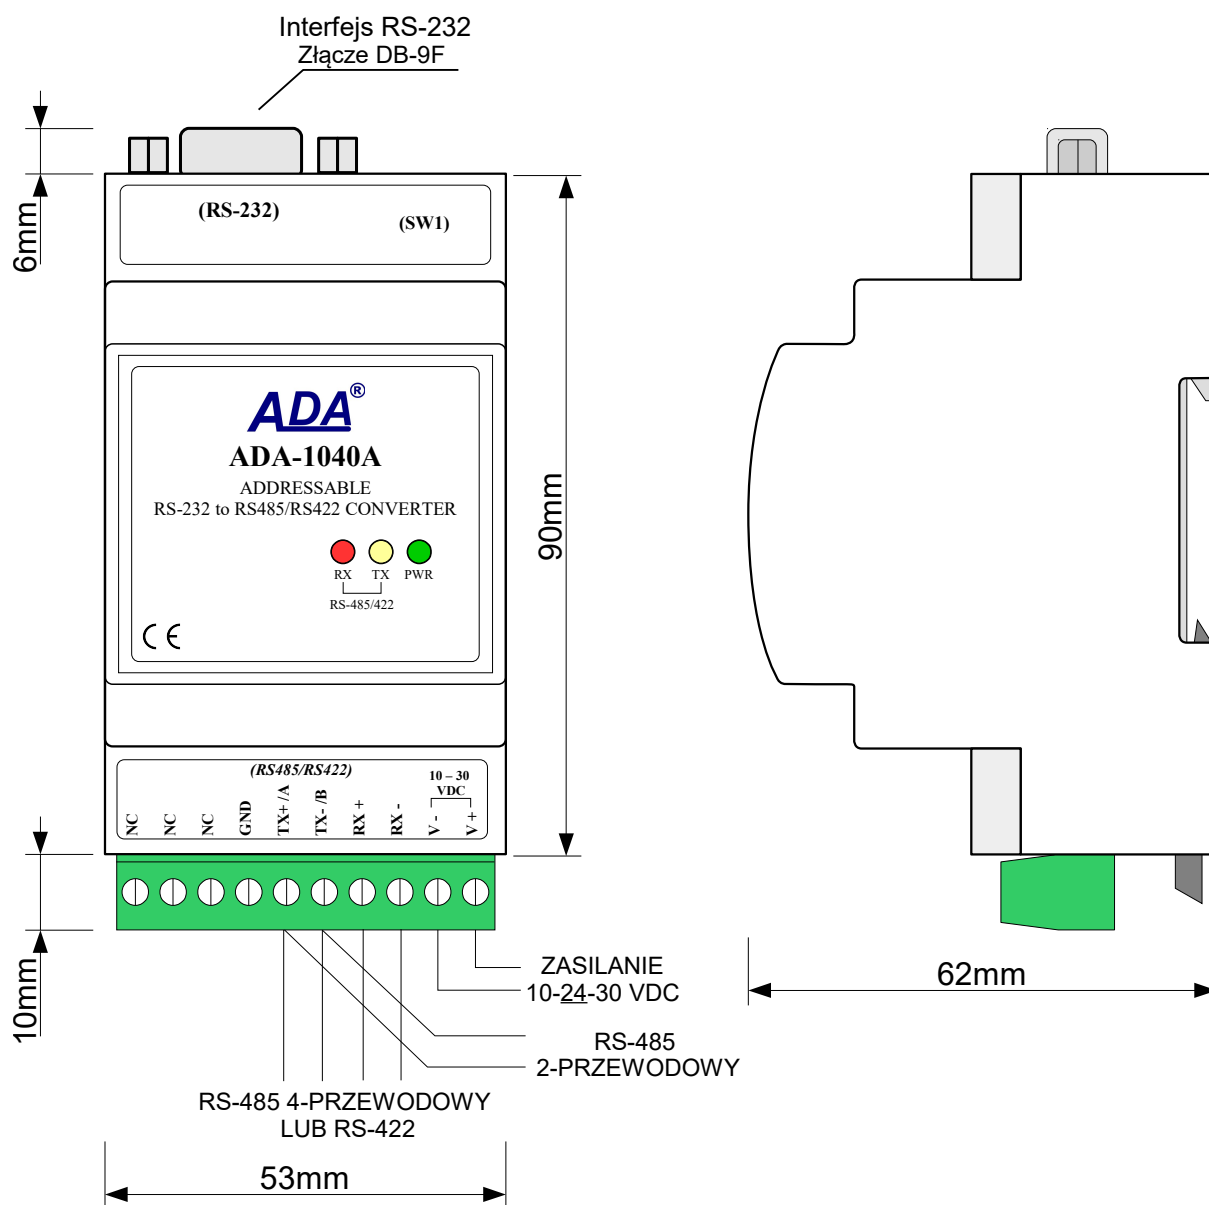 Interfejs RS-232
Złącze DB-9F
6mm
(RS-232)
(SW1)
ADA®
ADA-1040A
ADDRESSABLE
RS-232 to RS485/RS422 CONVERTER
RX TX PWR
RS-485/422
CE
90mm
(RS485/RS422)
10 – 30
VDC
NC
NC
NC
GND
TX+ /A
TX- /B
RX +
RX -
V -
V +
10mm
ZASILANIE
10-24-30 VDC
RS-485
2-PRZEWODOWY
RS-485 4-PRZEWODOWY
LUB RS-422
53mm
62mm